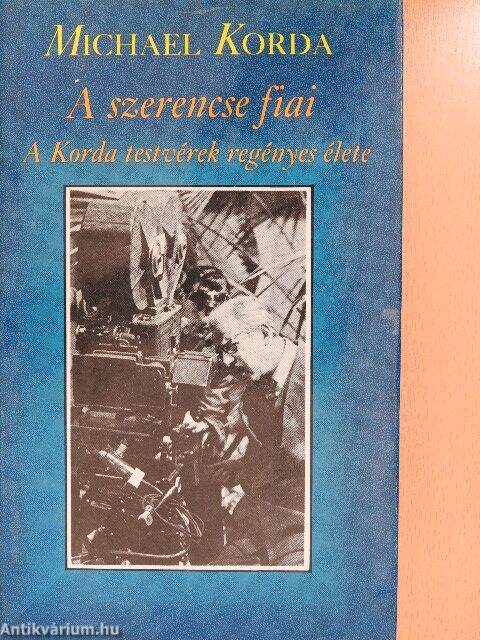 MICHAEL KORDA
A szerencse fiai
A Korda testvérek regényes élete
Antikvárium.hu